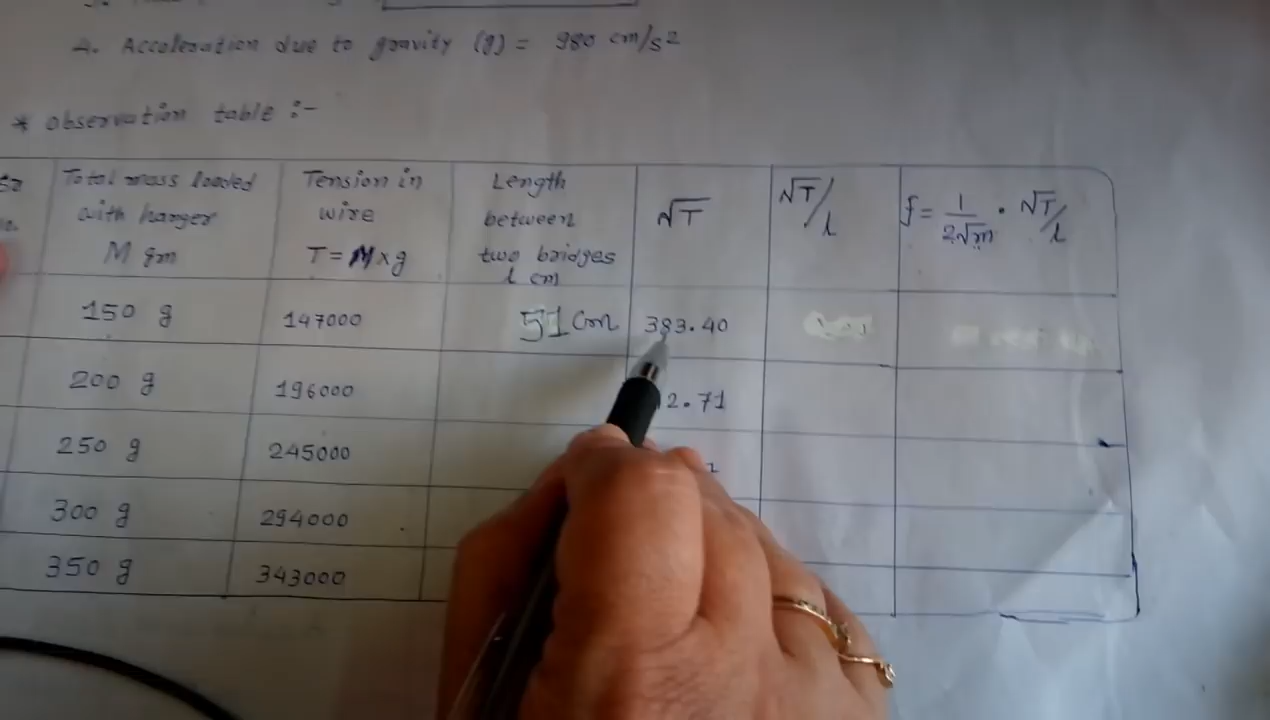 4. Acceleration due to gravity (g) = 980 cm/s2
* observation table :-
Total mass loaded with hanger M gm
Tension in wire T = M x g
Length between two bridges l cm
√T
√T/l
f = 1/2√m · √T/l
150 g 147000 51 cm 383.40
200 g 196000 2.71
250 g 245000
300 g 294000
350 g 343000